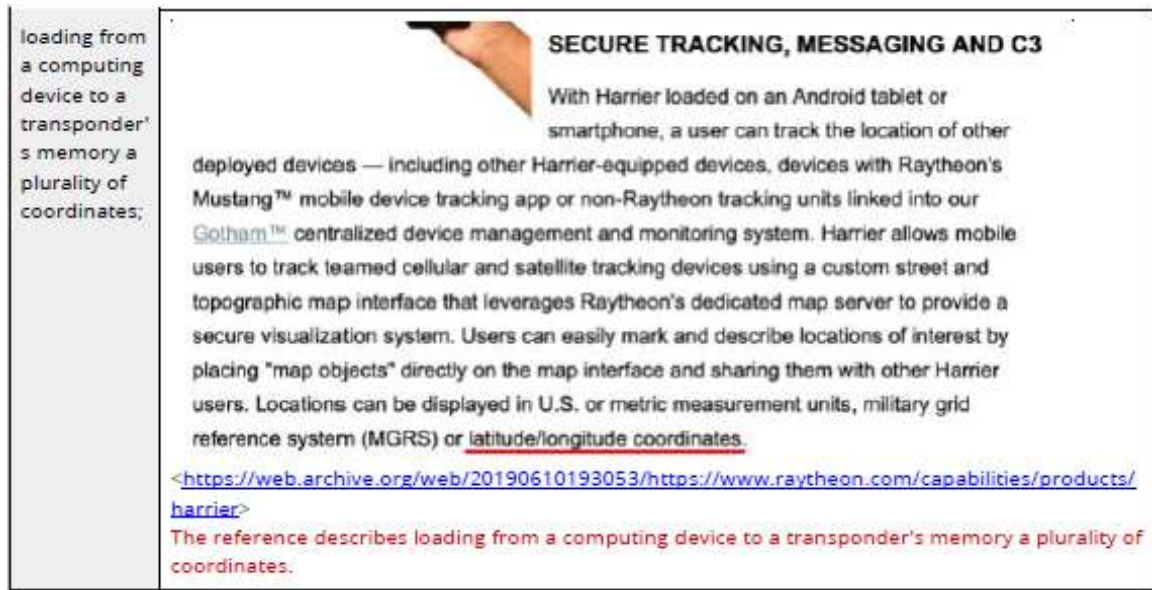 loading from
a computing
device to a
transponder'
s memory a
plurality of
coordinates;
SECURE TRACKING, MESSAGING AND C3
With Harrier loaded on an Android tablet or
smartphone, a user can track the location of other
deployed devices — including other Harrier-equipped devices, devices with Raytheon's
Mustang™ mobile device tracking app or non-Raytheon tracking units linked into our
Gotham™ centralized device management and monitoring system. Harrier allows mobile
users to track teamed cellular and satellite tracking devices using a custom street and
topographic map interface that leverages Raytheon's dedicated map server to provide a
secure visualization system. Users can easily mark and describe locations of interest by
placing "map objects" directly on the map interface and sharing them with other Harrier
users. Locations can be displayed in U.S. or metric measurement units, military grid
reference system (MGRS) or latitude/longitude coordinates.
<https://web.archive.org/web/20190610193053/https://www.raytheon.com/capabilities/products/
harrier>
The reference describes loading from a computing device to a transponder's memory a plurality of
coordinates.